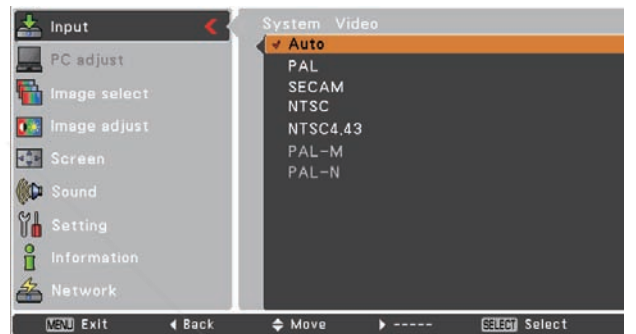 Input
PC adjust
Image select
Image adjust
Screen
Sound
Setting
Information
Network
System Video
Auto
PAL
SECAM
NTSC
NTSC4.43
PAL-M
PAL-N
MENU Exit Back Move ----- SELECT Select